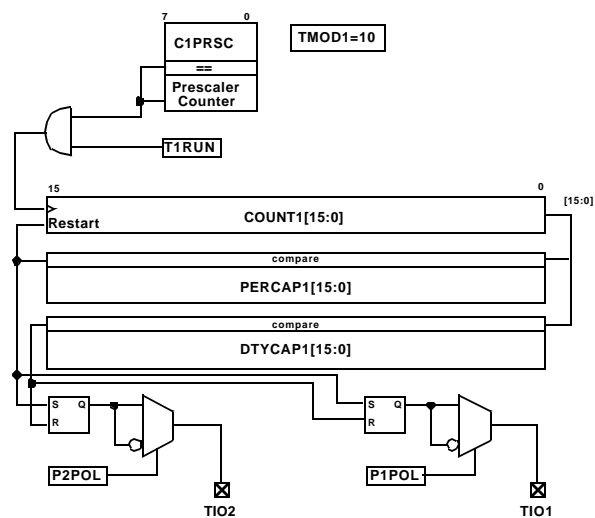 7 0
C1PRSC
TMOD1=10
==
Prescaler
Counter
T1RUN
15 0
[15:0]
Restart
COUNT1[15:0]
compare
PERCAP1[15:0]
compare
DTYCAP1[15:0]
S Q
R
S Q
R
P2POL
P1POL
TIO2
TIO1